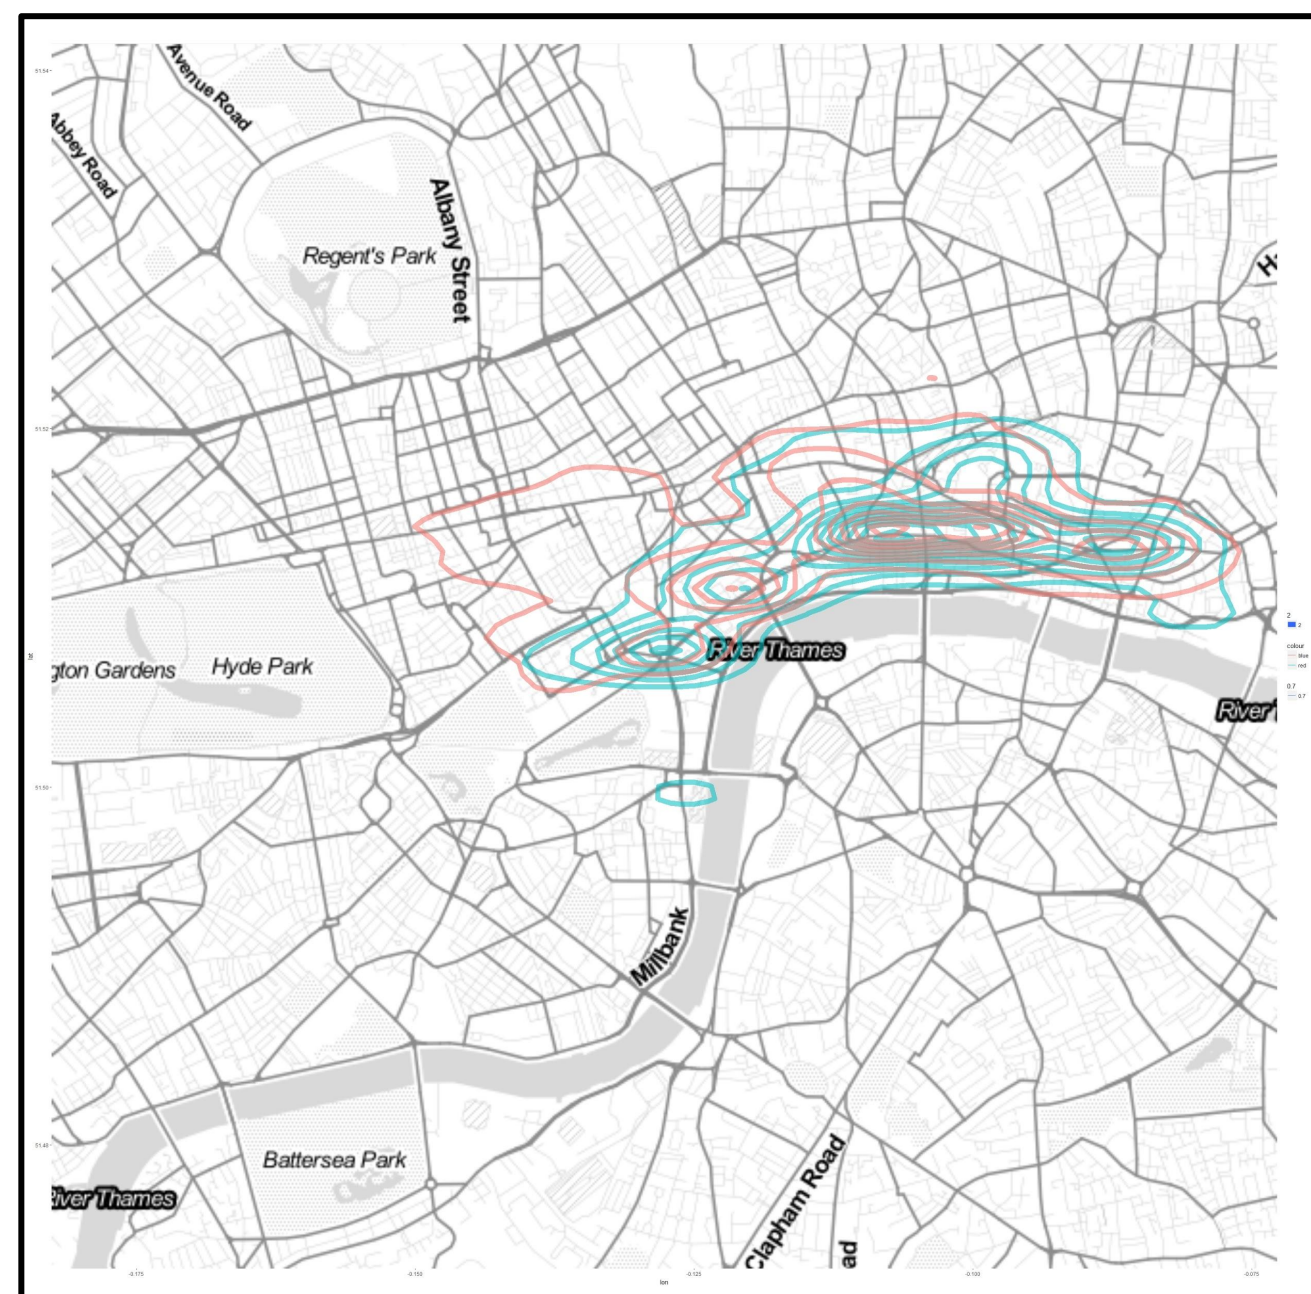 51.54
Avenue Road
Abbey Road
Albany Street
Regent's Park
H
51.52
2
2
colour
blue
red
0.7
0.7
lat
River Thames
gton Gardens
Hyde Park
River T
51.50
Millbank
51.48
Battersea Park
Clapham Road
River Thames
ad
-0.175
-0.150
-0.125
-0.100
-0.075
lon